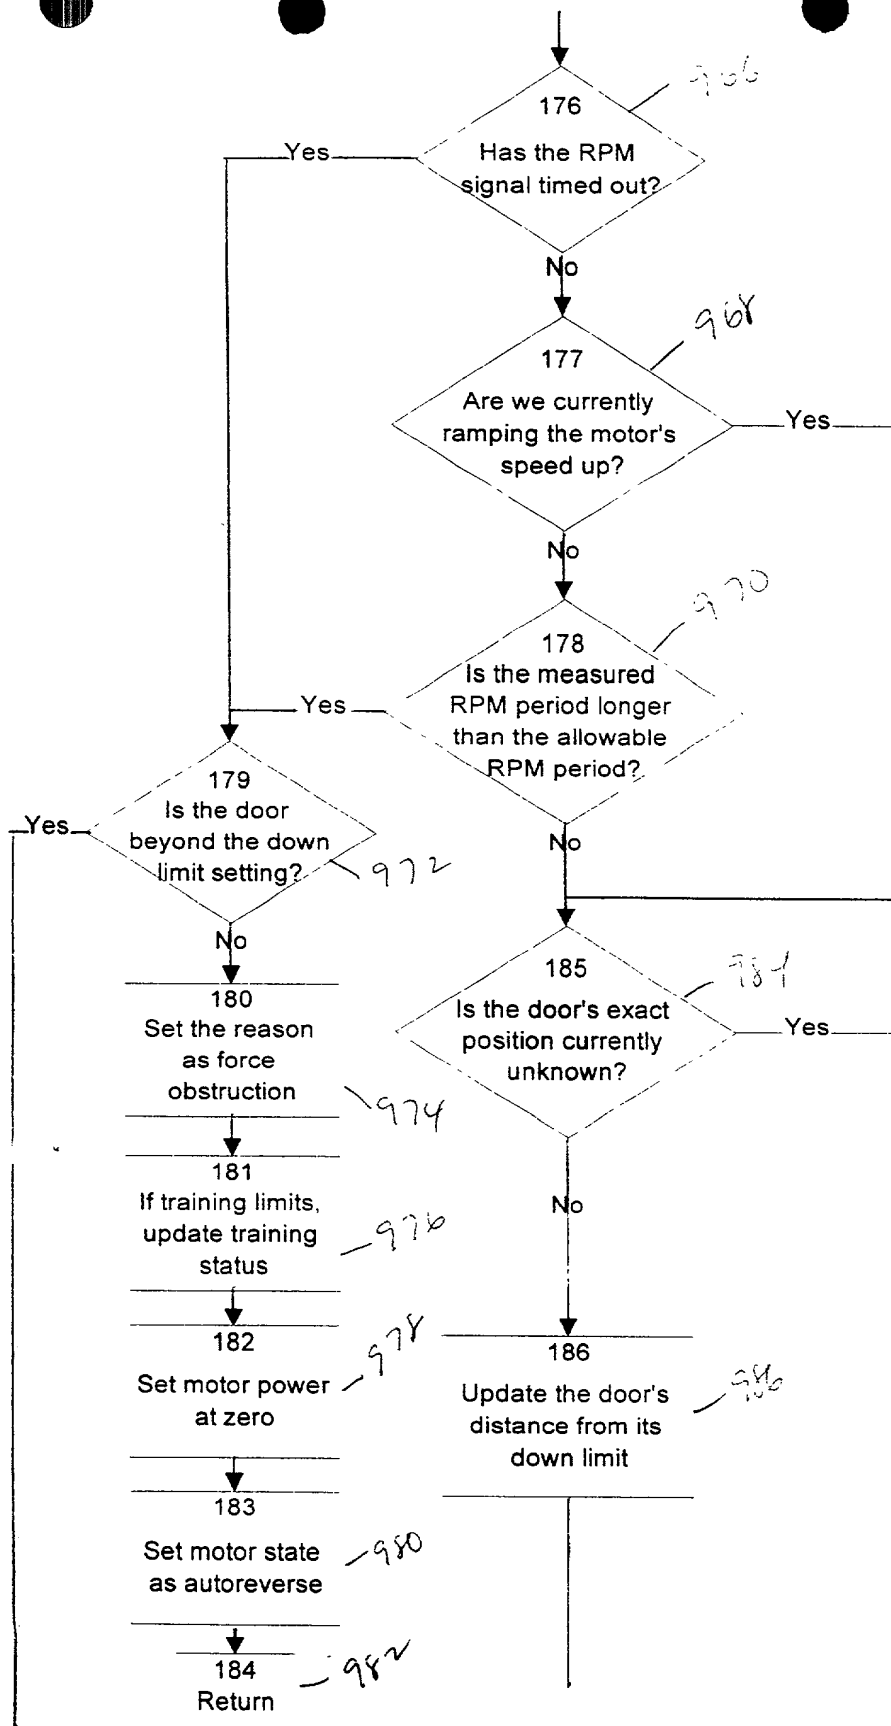 966
176
Yes
Has the RPM
signal timed out?
No
968
177
Are we currently
ramping the motor's
speed up?
Yes
No
970
178
Is the measured
RPM period longer
than the allowable
RPM period?
Yes
No
179
Is the door
beyond the down
limit setting?
Yes
972
No
180
Set the reason
as force
obstruction
974
181
If training limits,
update training
status
976
182
Set motor power
at zero
978
183
Set motor state
as autoreverse
980
184
Return
982
185
Is the door's exact
position currently
unknown?
984
Yes
No
186
Update the door's
distance from its
down limit
986